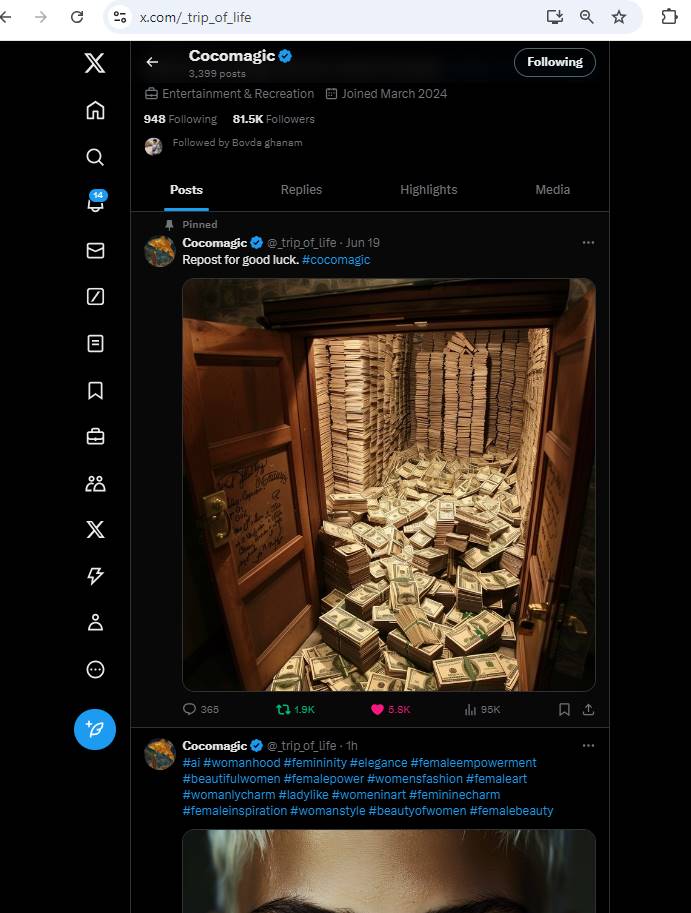 x.com/_trip_of_life
Cocomagic
3,399 posts
Following
Entertainment & Recreation Joined March 2024
948 Following 81.5K Followers
Followed by Bovda ghanam
14
Posts Replies Highlights Media
Pinned
Cocomagic @_trip_of_life · Jun 19
Repost for good luck. #cocomagic
365 1.9K 5.8K 95K
Cocomagic @_trip_of_life · 1h
#ai #womanhood #femininity #elegance #femaleempowerment
#beautifulwomen #femalepower #womensfashion #femaleart
#womanlycharm #ladylike #womeninart #femininecharm
#femaleinspiration #womanstyle #beautyofwomen #femalebeauty